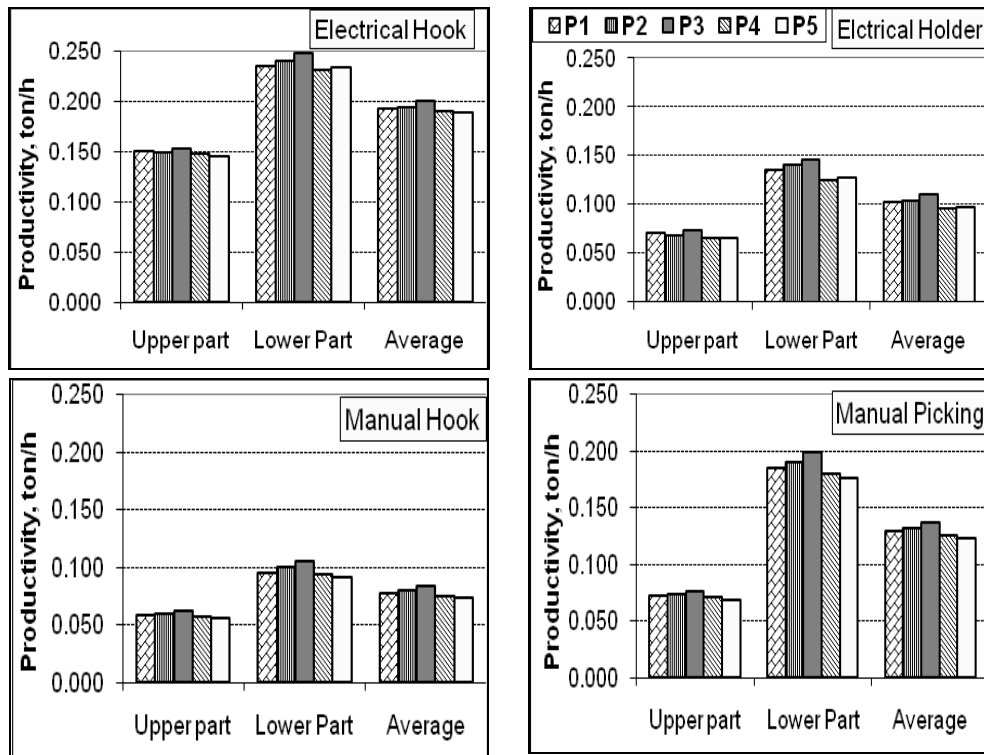 Electrical Hook
Productivity, ton/h
0.250
0.200
0.150
0.100
0.050
0.000
Upper part Lower Part Average
P1 P2 P3 P4 P5
Elctrical Holder
Productivity, ton/h
0.250
0.200
0.150
0.100
0.050
0.000
Upper part Lower Part Average
Manual Hook
Productivity, ton/h
0.250
0.200
0.150
0.100
0.050
0.000
Upper part Lower Part Average
Manual Picking
Productivity, ton/h
0.250
0.200
0.150
0.100
0.050
0.000
Upper part Lower Part Average